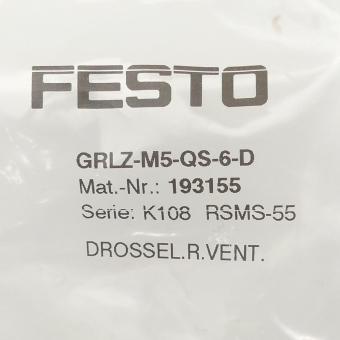 FESTO
GRLZ-M5-QS-6-D
Mat.-Nr.: 193155
Serie: K108 RSMS-55
DROSSEL.R.VENT.